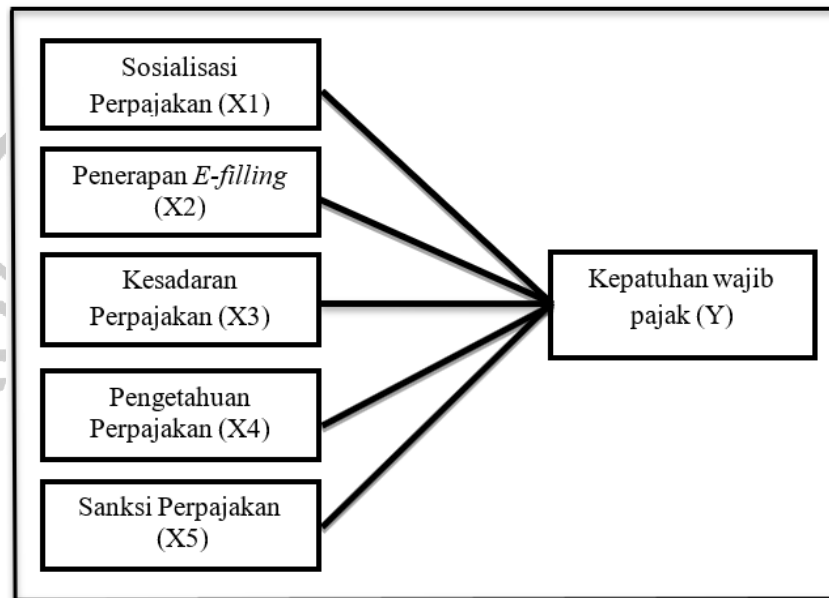 Sosialisasi
Perpajakan (X1)
Penerapan E-filling
(X2)
Kesadaran
Perpajakan (X3)
Pengetahuan
Perpajakan (X4)
Sanksi Perpajakan
(X5)
Kepatuhan wajib
pajak (Y)